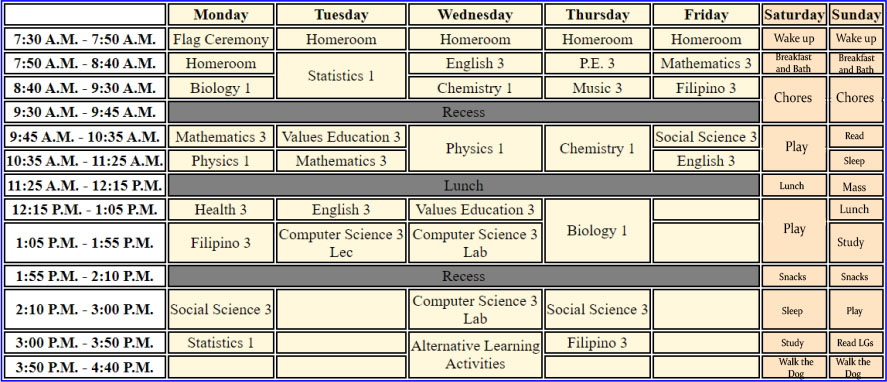 Monday Tuesday Wednesday Thursday Friday Saturday Sunday
7:30 A.M. - 7:50 A.M. Flag Ceremony Homeroom Homeroom Homeroom Homeroom Wake up Wake up
7:50 A.M. - 8:40 A.M. Homeroom Statistics 1 English 3 P.E. 3 Mathematics 3 Breakfast and Bath Breakfast and Bath
8:40 A.M. - 9:30 A.M. Biology 1 Chemistry 1 Music 3 Filipino 3 Chores Chores
9:30 A.M. - 9:45 A.M. Recess
9:45 A.M. - 10:35 A.M. Mathematics 3 Values Education 3 Physics 1 Chemistry 1 Social Science 3 Play Read
10:35 A.M. - 11:25 A.M. Physics 1 Mathematics 3 English 3 Sleep
11:25 A.M. - 12:15 P.M. Lunch Lunch Mass
12:15 P.M. - 1:05 P.M. Health 3 English 3 Values Education 3 Biology 1 Play Lunch
1:05 P.M. - 1:55 P.M. Filipino 3 Computer Science 3 Lec Computer Science 3 Lab Study
1:55 P.M. - 2:10 P.M. Recess Snacks Snacks
2:10 P.M. - 3:00 P.M. Social Science 3 Computer Science 3 Lab Social Science 3 Sleep Play
3:00 P.M. - 3:50 P.M. Statistics 1 Alternative Learning Activities Filipino 3 Study Read LGs
3:50 P.M. - 4:40 P.M. Walk the Dog Walk the Dog